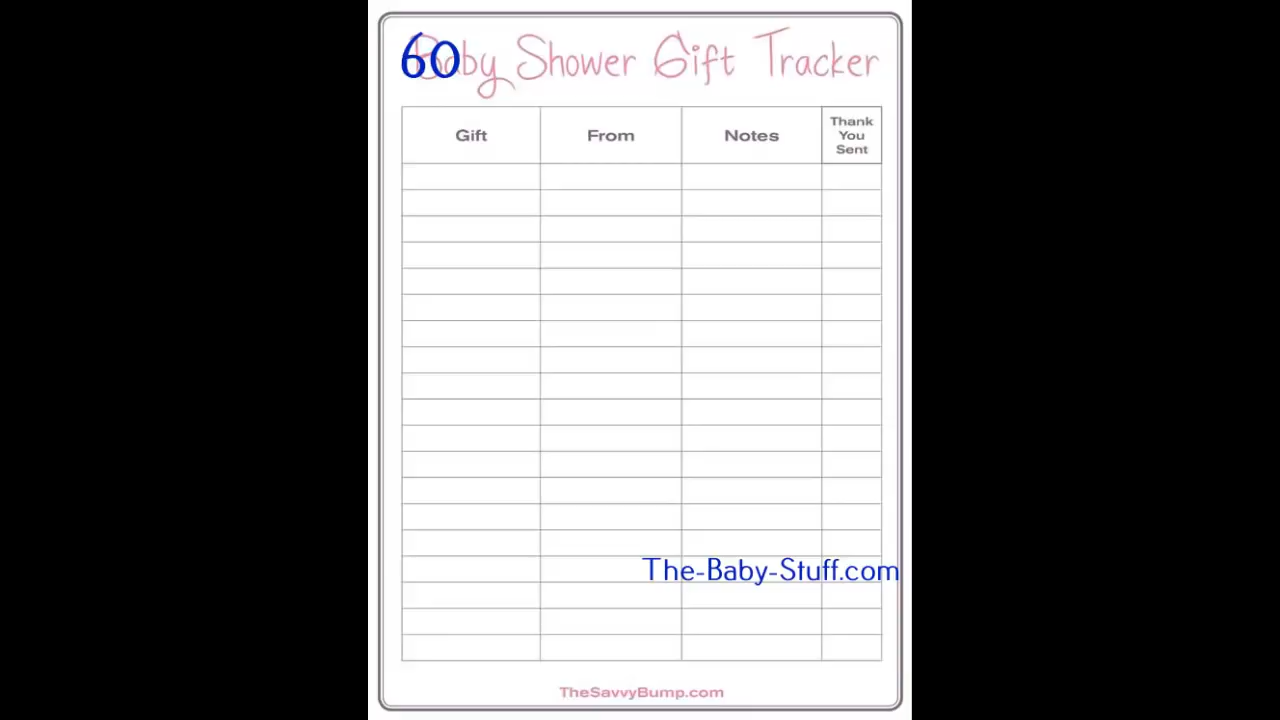 60
Baby Shower Gift Tracker
Gift
From
Notes
Thank
You
Sent
The-Baby-Stuff.com
TheSavvyBump.com